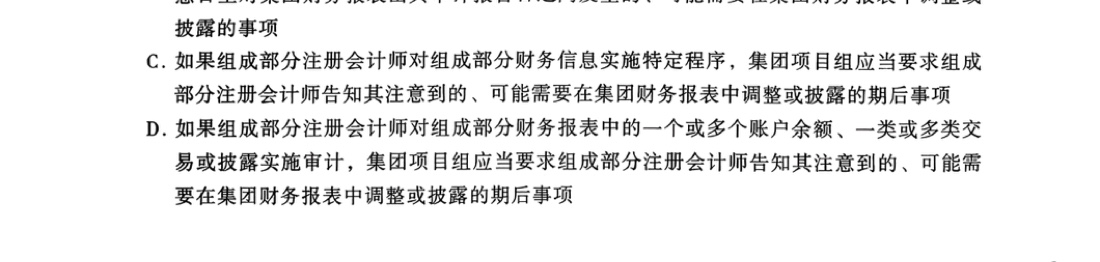 披露的事项
C. 如果组成部分注册会计师对组成部分财务信息实施特定程序，集团项目组应当要求组成
部分注册会计师告知其注意到的、可能需要在集团财务报表中调整或披露的期后事项
D. 如果组成部分注册会计师对组成部分财务报表中的一个或多个账户余额、一类或多类交
易或披露实施审计，集团项目组应当要求组成部分注册会计师告知其注意到的、可能需
要在集团财务报表中调整或披露的期后事项